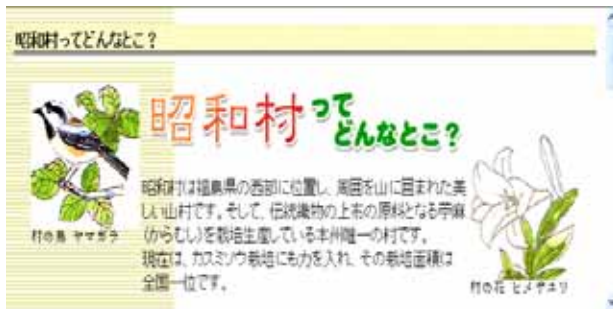 昭和村ってどんなとこ？
昭和村って
どんなとこ？
昭和村は福島県の西部に位置し、周囲を山に囲まれた美
しい山村です。そして、伝統織物の上布の原料となる苧麻
(からむし)を栽培生産している本州唯一の村です。
現在は、カスミソウ栽培にも力を入れ、その栽培面積は
全国一位です。
村の鳥 ヤマガラ
村の花 ヒメサユリ